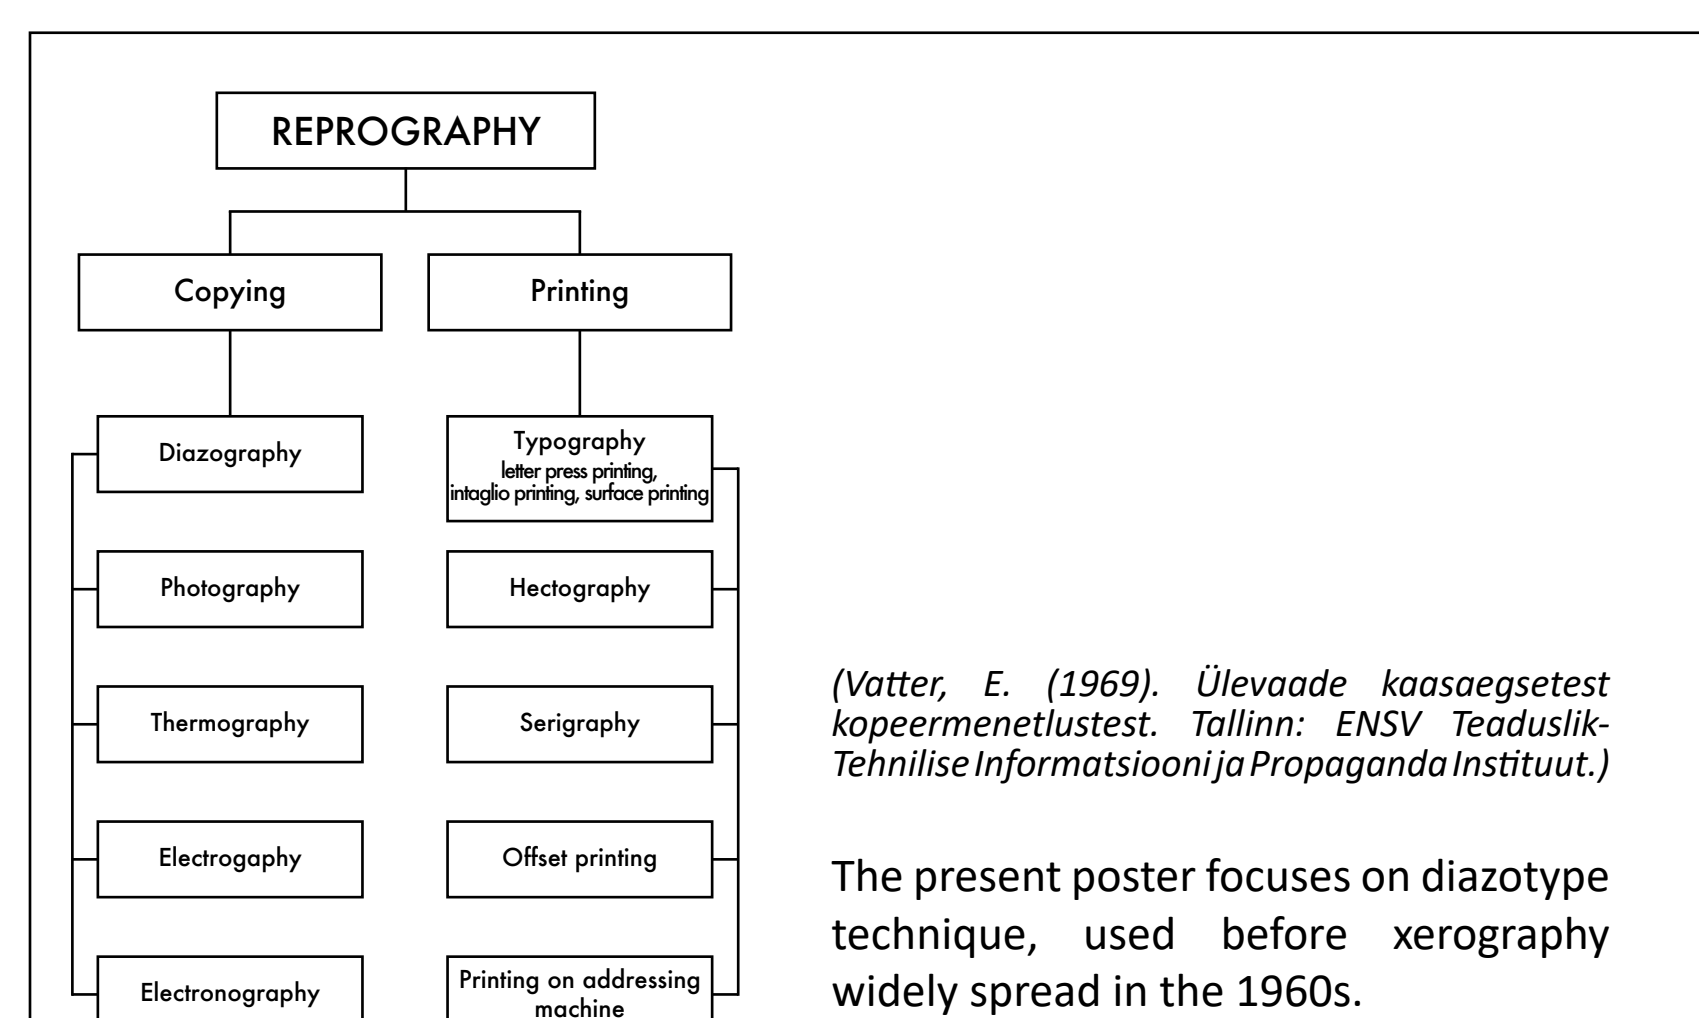 REPROGRAPHY
Copying
Printing
Diazography
Photography
Thermography
Electrogaphy
Electronography
Typography
letter press printing,
intaglio printing, surface printing
Hectography
Serigraphy
Offset printing
Printing on addressing
machine
(Vatter, E. (1969). Ülevaade kaasaegsetest
kopeermenetlustest. Tallinn: ENSV Teaduslik-
Tehnilise Informatsiooni ja Propaganda Instituut.)
The present poster focuses on diazotype
technique, used before xerography
widely spread in the 1960s.